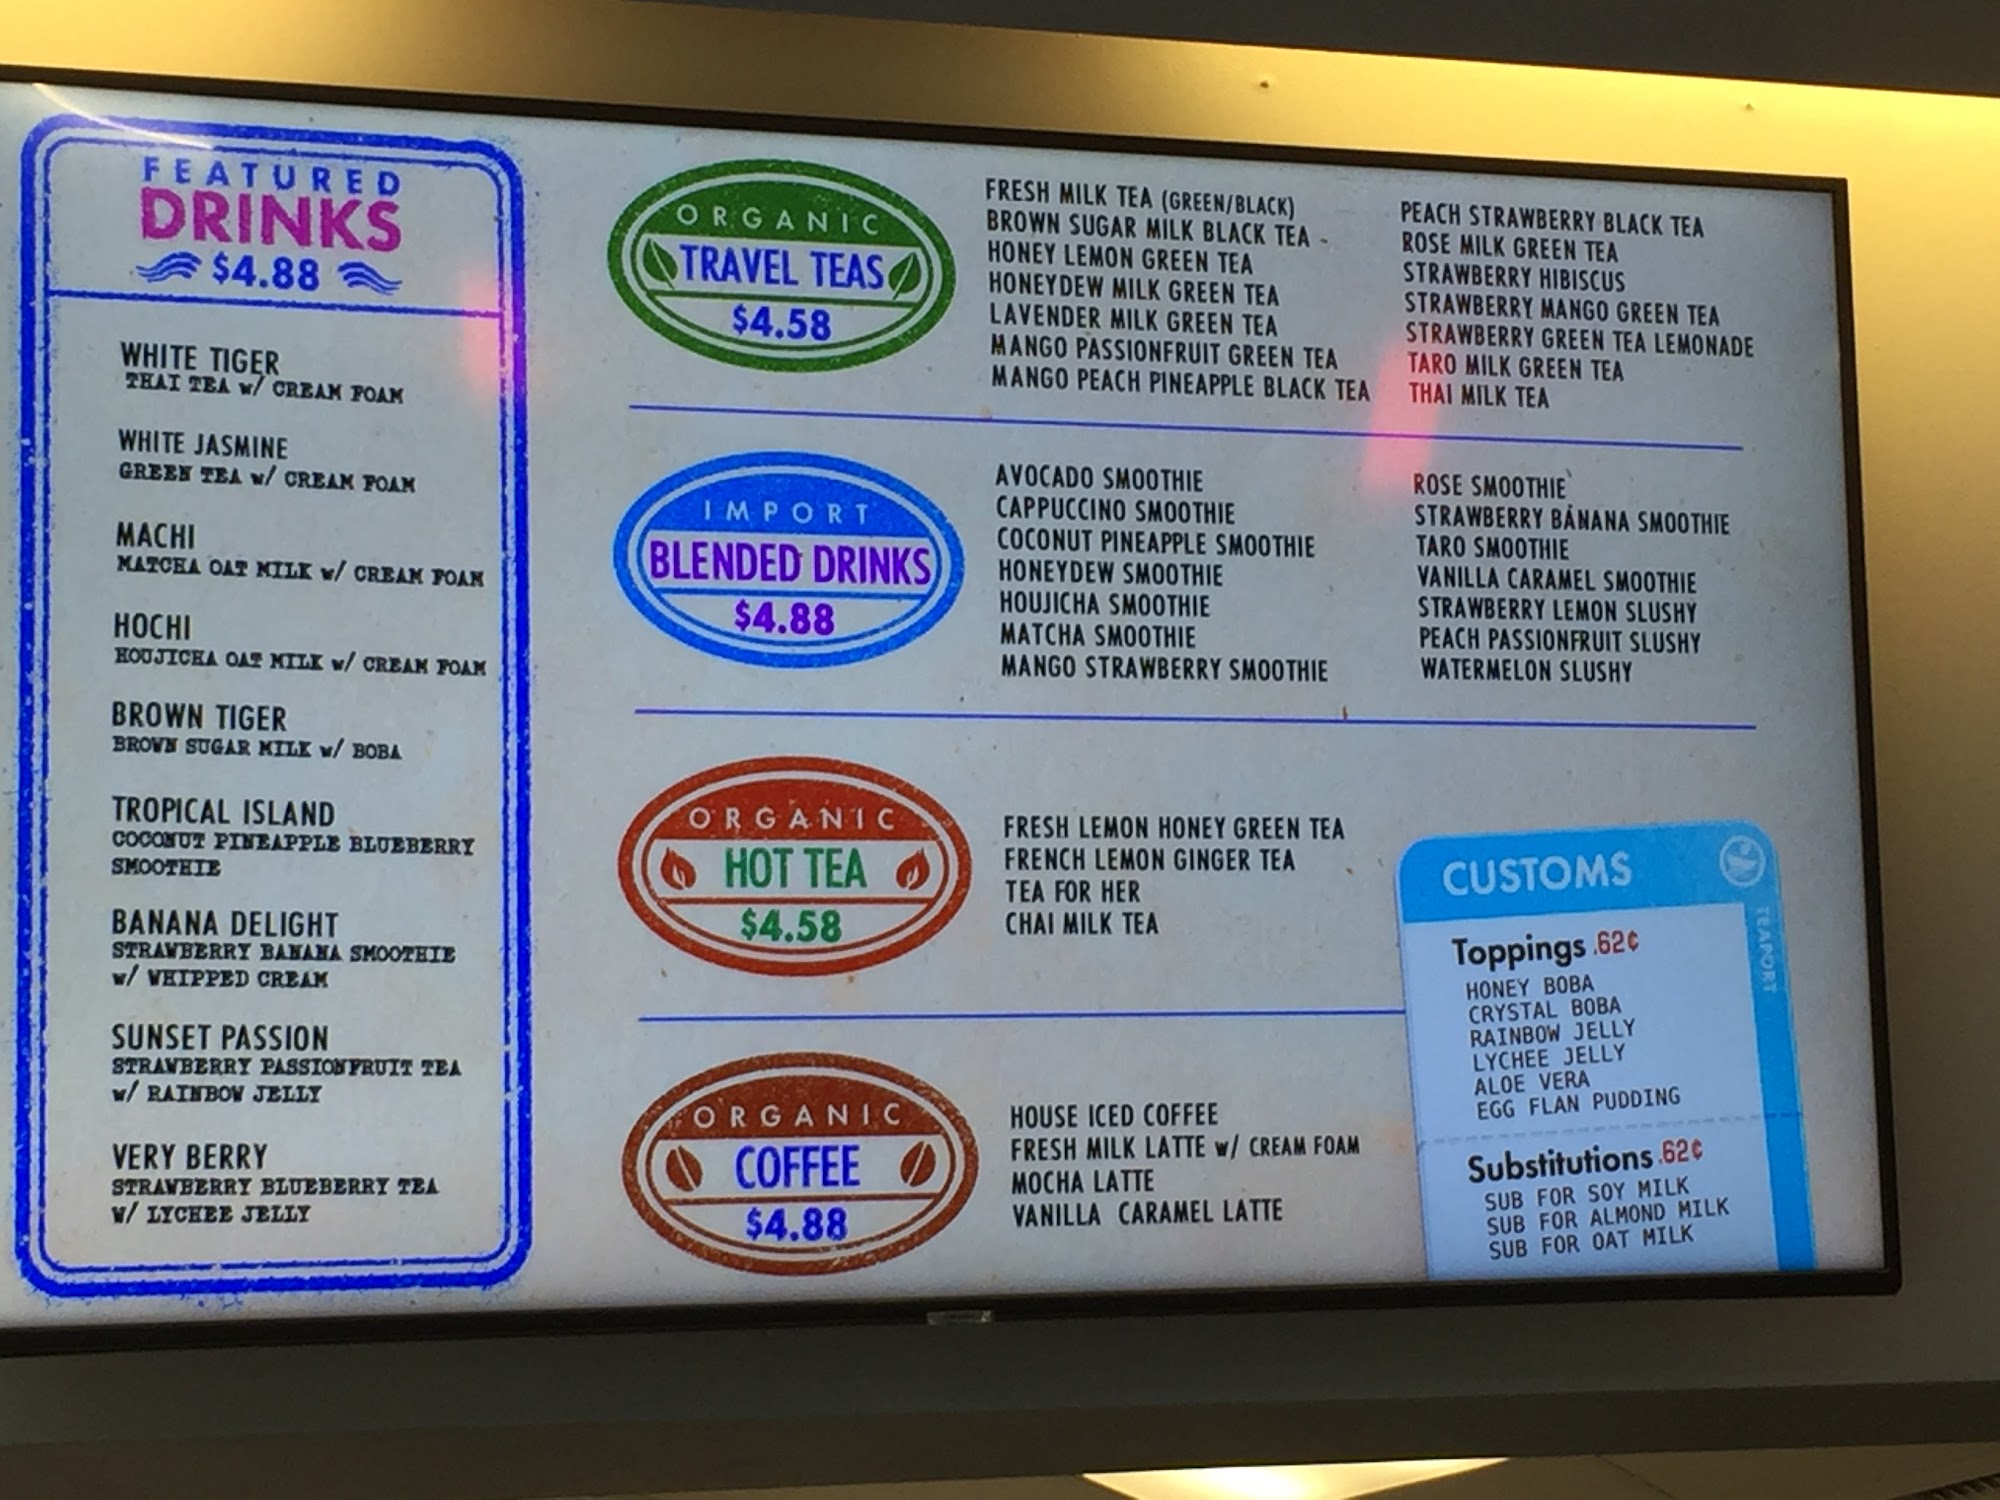 FEATURED
DRINKS
$4.88
WHITE TIGER
THAI TEA w/ CREAM FOAM
WHITE JASMINE
GREEN TEA w/ CREAM FOAM
MACHI
MATCHA OAT MILK w/ CREAM FOAM
HOCHI
HOUJICHA OAT MILK w/ CREAM FOAM
BROWN TIGER
BROWN SUGAR MILK w/ BOBA
TROPICAL ISLAND
COCONUT PINEAPPLE BLUEBERRY
SMOOTHIE
BANANA DELIGHT
STRAWBERRY BANANA SMOOTHIE
w/ WHIPPED CREAM
SUNSET PASSION
STRAWBERRY PASSIONFRUIT TEA
w/ RAINBOW JELLY
VERY BERRY
STRAWBERRY BLUEBERRY TEA
W/ LYCHEE JELLY
ORGANIC
TRAVEL TEAS
$4.58
FRESH MILK TEA (GREEN/BLACK)
BROWN SUGAR MILK BLACK TEA -
HONEY LEMON GREEN TEA
HONEYDEW MILK GREEN TEA
LAVENDER MILK GREEN TEA
MANGO PASSIONFRUIT GREEN TEA
MANGO PEACH PINEAPPLE BLACK TEA
PEACH STRAWBERRY BLACK TEA
ROSE MILK GREEN TEA
STRAWBERRY HIBISCUS
STRAWBERRY MANGO GREEN TEA
STRAWBERRY GREEN TEA LEMONADE
TARO MILK GREEN TEA
THAI MILK TEA
IMPORT
BLENDED DRINKS
$4.88
AVOCADO SMOOTHIE
CAPPUCCINO SMOOTHIE
COCONUT PINEAPPLE SMOOTHIE
HONEYDEW SMOOTHIE
HOUJICHA SMOOTHIE
MATCHA SMOOTHIE
MANGO STRAWBERRY SMOOTHIE
ROSE SMOOTHIE
STRAWBERRY BANANA SMOOTHIE
TARO SMOOTHIE
VANILLA CARAMEL SMOOTHIE
STRAWBERRY LEMON SLUSHY
PEACH PASSIONFRUIT SLUSHY
WATERMELON SLUSHY
ORGANIC
HOT TEA
$4.58
FRESH LEMON HONEY GREEN TEA
FRENCH LEMON GINGER TEA
TEA FOR HER
CHAI MILK TEA
ORGANIC
COFFEE
$4.88
HOUSE ICED COFFEE
FRESH MILK LATTE w/ CREAM FOAM
MOCHA LATTE
VANILLA CARAMEL LATTE
CUSTOMS
TEAPORT
Toppings .62¢
HONEY BOBA
CRYSTAL BOBA
RAINBOW JELLY
LYCHEE JELLY
ALOE VERA
EGG FLAN PUDDING
Substitutions .62¢
SUB FOR SOY MILK
SUB FOR ALMOND MILK
SUB FOR OAT MILK